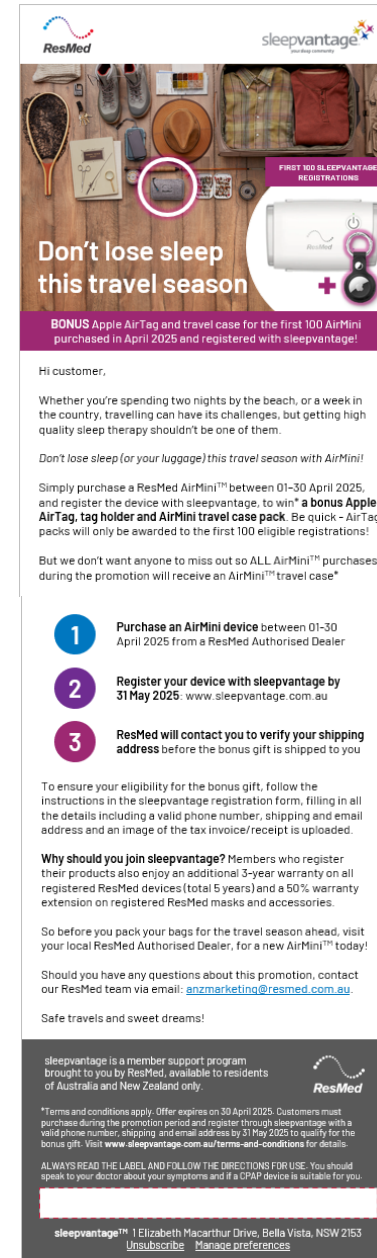 ResMed
sleepvantage
your sleep community
FIRST 100 SLEEPVANTAGE
REGISTRATIONS
ResMed
Don't lose sleep
this travel season
+
BONUS Apple AirTag and travel case for the first 100 AirMini
purchased in April 2025 and registered with sleepvantage!
Hi customer,
Whether you're spending two nights by the beach, or a week in
the country, travelling can have its challenges, but getting high
quality sleep therapy shouldn't be one of them.
Don't lose sleep (or your luggage) this travel season with AirMini!
Simply purchase a ResMed AirMini™ between 01-30 April 2025,
and register the device with sleepvantage, to win* a bonus Apple
AirTag, tag holder and AirMini travel case pack. Be quick - AirTag
packs will only be awarded to the first 100 eligible registrations!
But we don't want anyone to miss out so ALL AirMini™ purchases
during the promotion will receive an AirMini™ travel case*
1 Purchase an AirMini device between 01-30
April 2025 from a ResMed Authorised Dealer
2 Register your device with sleepvantage by
31 May 2025: www.sleepvantage.com.au
3 ResMed will contact you to verify your shipping
address before the bonus gift is shipped to you
To ensure your eligibility for the bonus gift, follow the
instructions in the sleepvantage registration form, filling in all
the details including a valid phone number, shipping and email
address and an image of the tax invoice/receipt is uploaded.
Why should you join sleepvantage? Members who register
their products also enjoy an additional 3-year warranty on all
registered ResMed devices (total 5 years) and a 50% warranty
extension on registered ResMed masks and accessories.
So before you pack your bags for the travel season ahead, visit
your local ResMed Authorised Dealer, for a new AirMini™ today!
Should you have any questions about this promotion, contact
our ResMed team via email: anzmarketing@resmed.com.au.
Safe travels and sweet dreams!
sleepvantage is a member support program
brought to you by ResMed, available to residents
of Australia and New Zealand only.
ResMed
*Terms and conditions apply. Offer expires on 30 April 2025. Customers must
purchase during the promotion period and register through sleepvantage with a
valid phone number, shipping and email address by 31 May 2025 to qualify for the
bonus gift. Visit www.sleepvantage.com.au/terms-and-conditions for details.
ALWAYS READ THE LABEL AND FOLLOW THE DIRECTIONS FOR USE. You should
speak to your doctor about your symptoms and if a CPAP device is suitable for you.
sleepvantage™ 1 Elizabeth Macarthur Drive, Bella Vista, NSW 2153
Unsubscribe Manage preferences